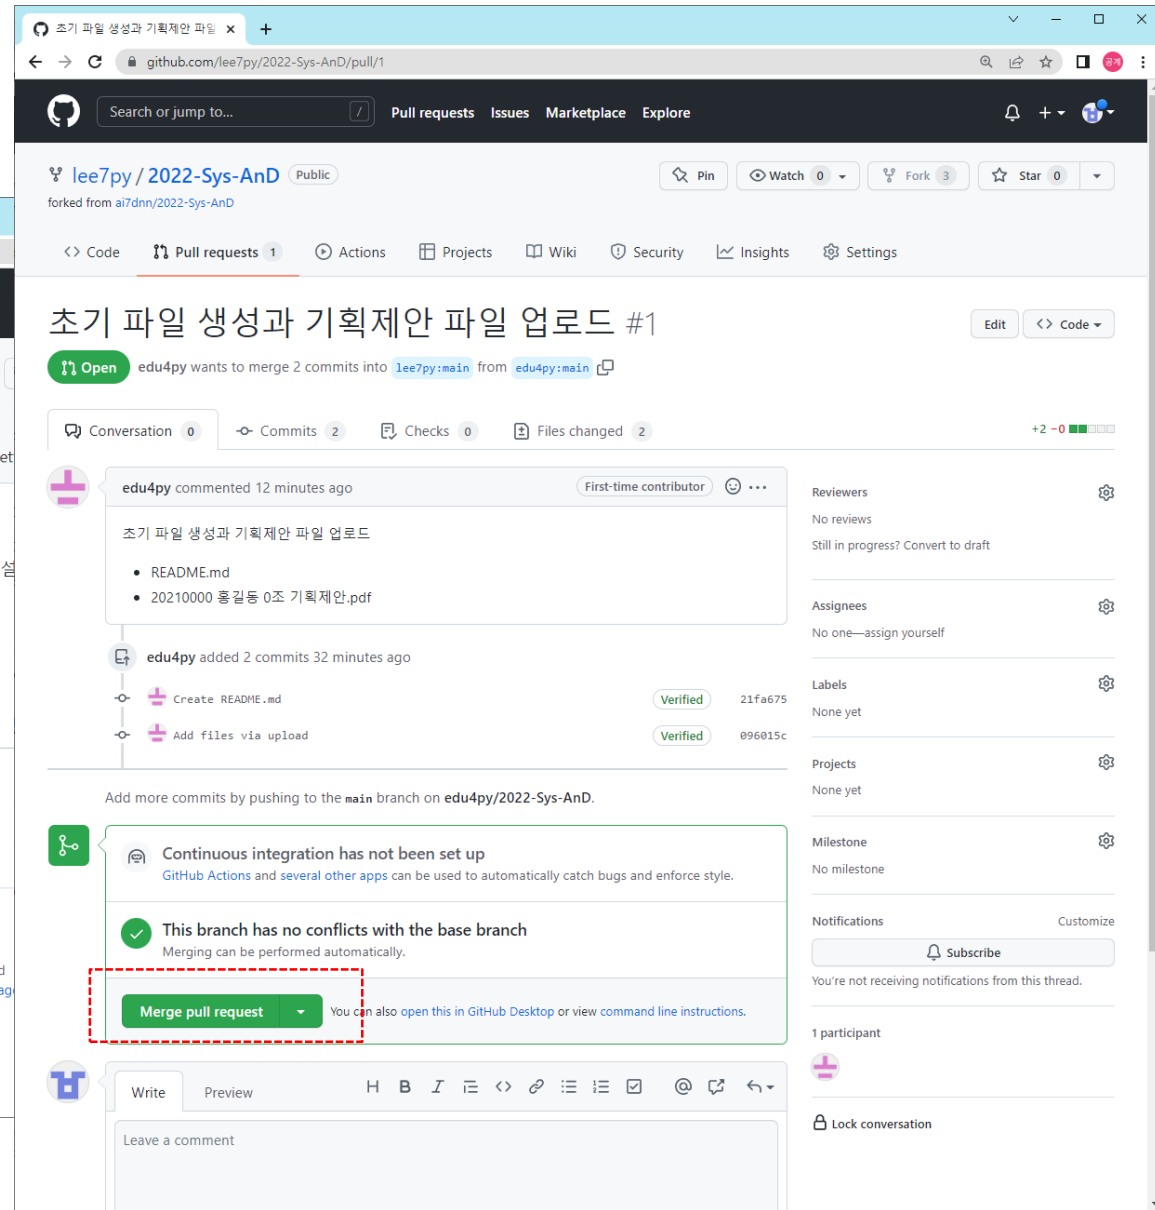 초기 파일 생성과 기획제안 파일
github.com/lee7py/2022-Sys-AnD/pull/1
공개
Search or jump to... /
Pull requests Issues Marketplace Explore
lee7py / 2022-Sys-AnD Public
Pin Watch 0 Fork 3 Star 0
forked from ai7dnn/2022-Sys-AnD
Code Pull requests 1 Actions Projects Wiki Security Insights Settings
초기 파일 생성과 기획제안 파일 업로드 #1
Edit Code
Open edu4py wants to merge 2 commits into lee7py:main from edu4py:main
Conversation 0 Commits 2 Checks 0 Files changed 2
+2 −0
edu4py commented 12 minutes ago First-time contributor
초기 파일 생성과 기획제안 파일 업로드
README.md
20210000 홍길동 0조 기획제안.pdf
edu4py added 2 commits 32 minutes ago
Create README.md Verified 21fa675
Add files via upload Verified 096015c
Add more commits by pushing to the main branch on edu4py/2022-Sys-AnD.
Continuous integration has not been set up
GitHub Actions and several other apps can be used to automatically catch bugs and enforce style.
This branch has no conflicts with the base branch
Merging can be performed automatically.
Merge pull request You can also open this in GitHub Desktop or view command line instructions.
Write Preview
Leave a comment
Reviewers
No reviews
Still in progress? Convert to draft
Assignees
No one—assign yourself
Labels
None yet
Projects
None yet
Milestone
No milestone
Notifications Customize
Subscribe
You're not receiving notifications from this thread.
1 participant
Lock conversation
et
설
d
ag